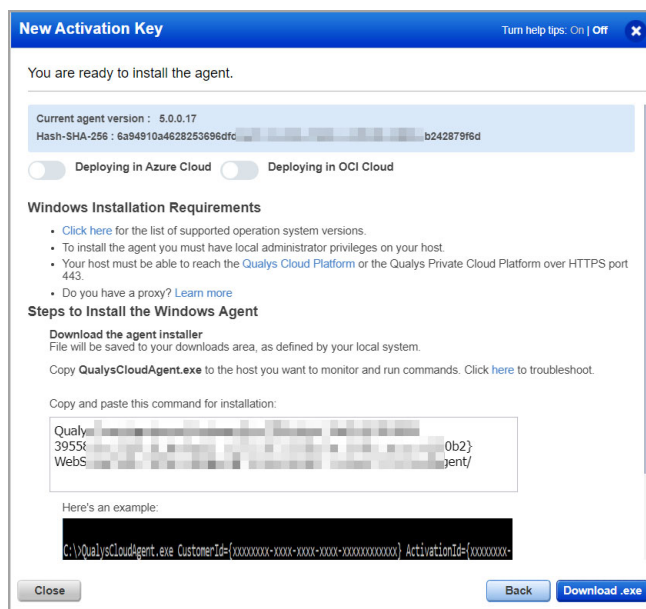 New Activation Key
Turn help tips: On | Off
You are ready to install the agent.
Current agent version : 5.0.0.17
Hash-SHA-256 : 6a94910a4628253696dfd b242879f6d
Deploying in Azure Cloud
Deploying in OCI Cloud
Windows Installation Requirements
Click here for the list of supported operation system versions.
To install the agent you must have local administrator privileges on your host.
Your host must be able to reach the Qualys Cloud Platform or the Qualys Private Cloud Platform over HTTPS port
443.
Do you have a proxy? Learn more
Steps to Install the Windows Agent
Download the agent installer
File will be saved to your downloads area, as defined by your local system.
Copy QualysCloudAgent.exe to the host you want to monitor and run commands. Click here to troubleshoot.
Copy and paste this command for installation:
Qualy
3955 0b2}
WebS gent/
Here's an example:
C:\>QualysCloudAgent.exe CustomerId={xxxxxxxx-xxxx-xxxx-xxxx-xxxxxxxxxxxx} ActivationId={xxxxxxxx-
Close
Back
Download .exe